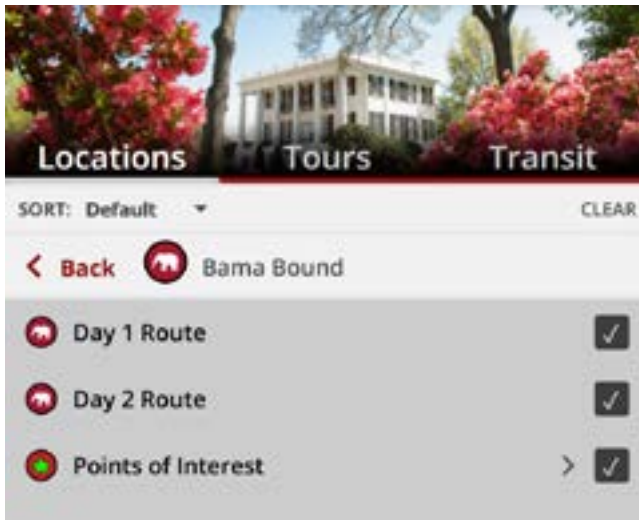 Locations Tours Transit
SORT: Default CLEAR
Back Bama Bound
Day 1 Route
Day 2 Route
Points of Interest